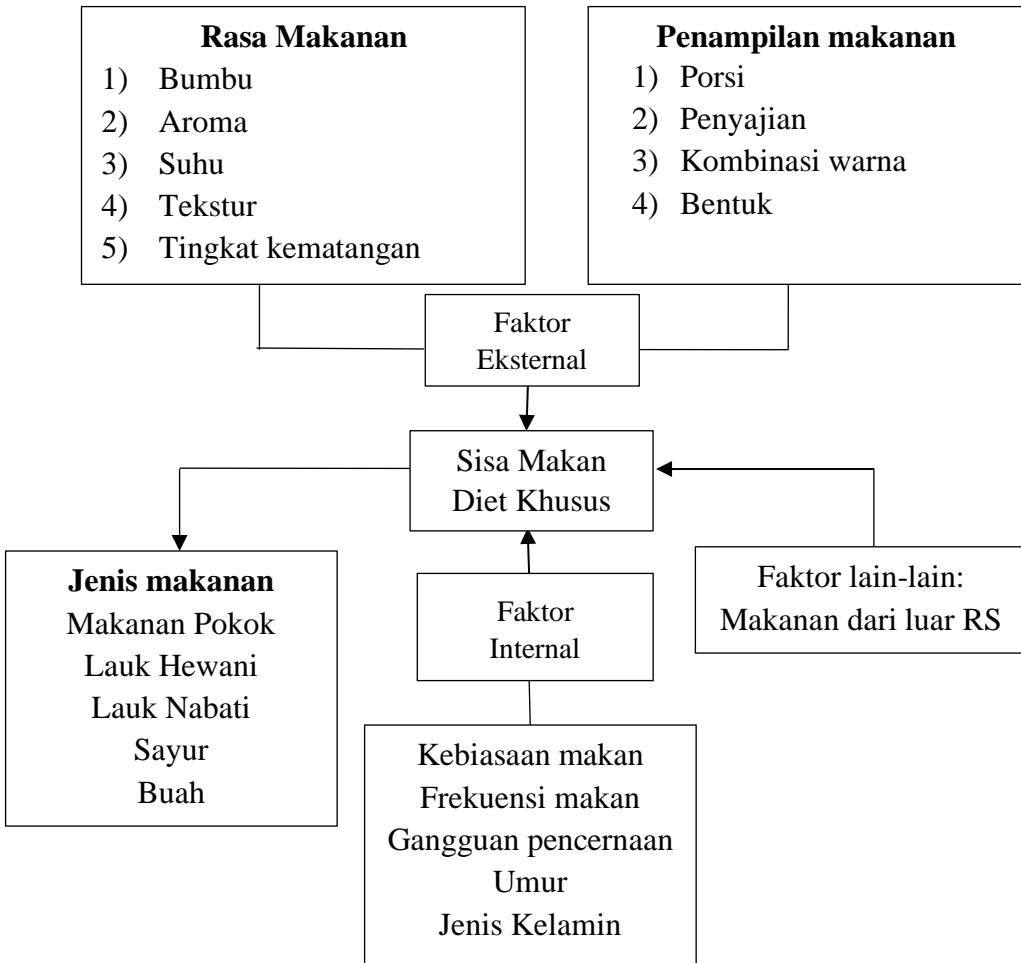 Rasa Makanan
1) Bumbu
2) Aroma
3) Suhu
4) Tekstur
5) Tingkat kematangan
Penampilan makanan
1) Porsi
2) Penyajian
3) Kombinasi warna
4) Bentuk
Faktor
Eksternal
Sisa Makan
Diet Khusus
Jenis makanan
Makanan Pokok
Lauk Hewani
Lauk Nabati
Sayur
Buah
Faktor
Internal
Faktor lain-lain:
Makanan dari luar RS
Kebiasaan makan
Frekuensi makan
Gangguan pencernaan
Umur
Jenis Kelamin